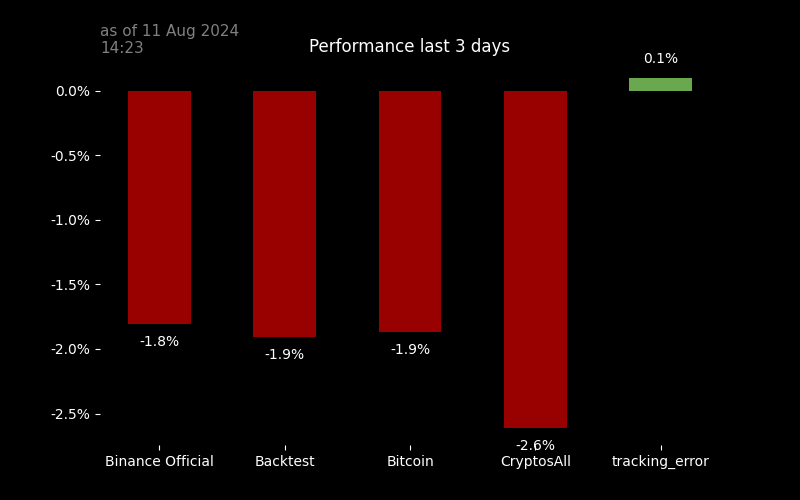 as of 11 Aug 2024
14:23
Performance last 3 days
0.1%
0.0%
-0.5%
-1.0%
-1.5%
-2.0%
-2.5%
-1.8%
-1.9%
-1.9%
-2.6%
Binance Official
Backtest
Bitcoin
CryptosAll
tracking_error